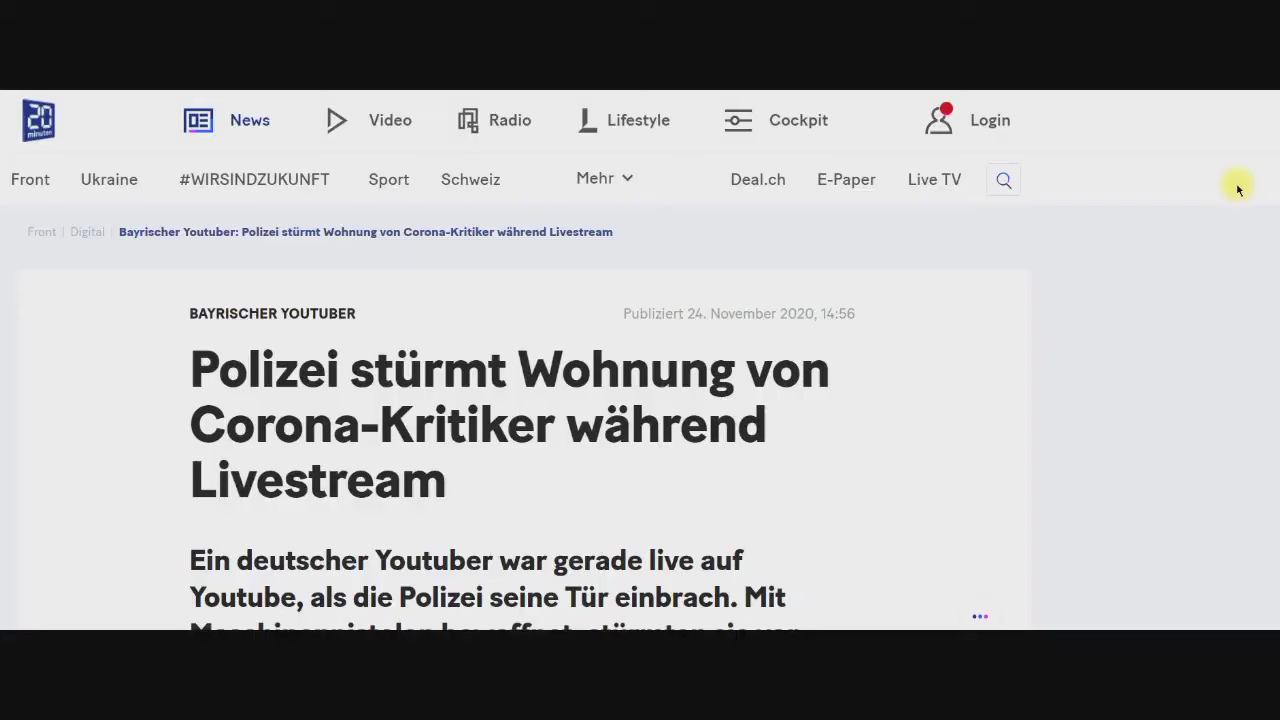 20
minuten
News
Video
Radio
Lifestyle
Cockpit
Login
Front
Ukraine
#WIRSINDZUKUNFT
Sport
Schweiz
Mehr
Deal.ch
E-Paper
Live TV
Front | Digital | Bayrischer Youtuber: Polizei stürmt Wohnung von Corona-Kritiker während Livestream
BAYRISCHER YOUTUBER
Publiziert 24. November 2020, 14:56
Polizei stürmt Wohnung von
Corona-Kritiker während
Livestream
Ein deutscher Youtuber war gerade live auf
Youtube, als die Polizei seine Tür einbrach. Mit